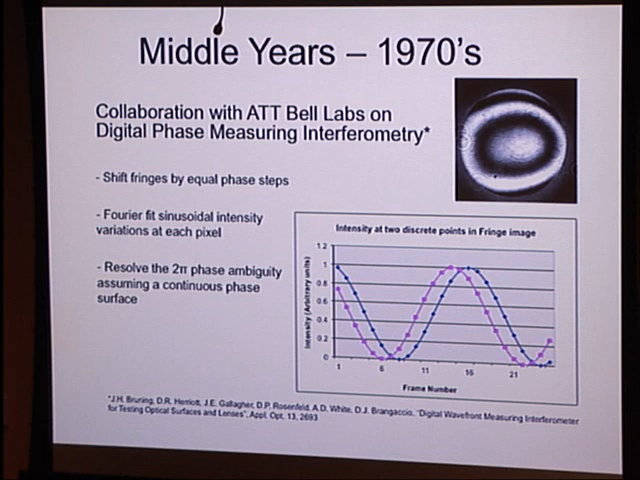 Middle Years – 1970's
Collaboration with ATT Bell Labs on
Digital Phase Measuring Interferometry*
- Shift fringes by equal phase steps
- Fourier fit sinusoidal intensity
variations at each pixel
- Resolve the 2π phase ambiguity
assuming a continuous phase
surface
Intensity at two discrete points in Fringe image
Intensity (Arbitrary units)
1.2
1
0.8
0.6
0.4
0.2
0
1 6 11 16 21
Frame Number
*J.H. Bruning, D.R. Herriott, J.E. Gallagher, D.P. Rosenfeld, A.D. White, D.J. Brangaccio, "Digital Wavefront Measuring Interferometer
for Testing Optical Surfaces and Lenses", Appl. Opt. 13, 2693